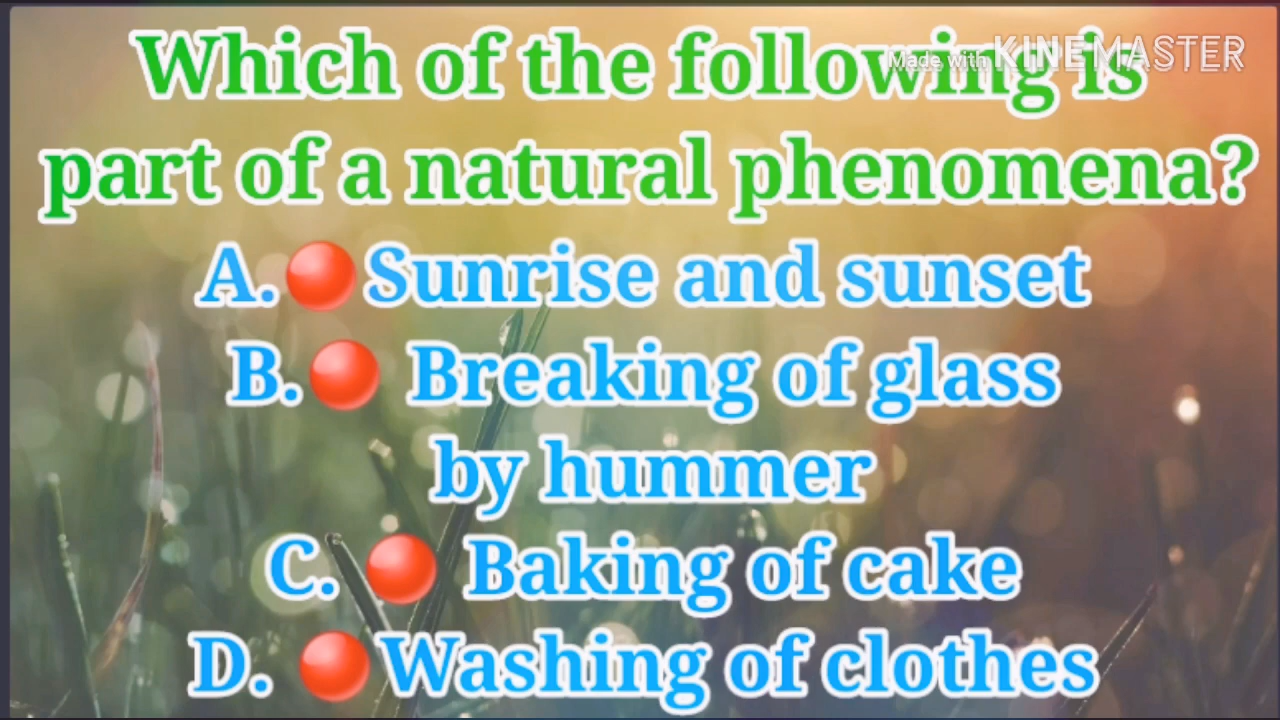 Which of the following is
Made with KINEMASTER
part of a natural phenomena?
A. Sunrise and sunset
B. Breaking of glass
by hummer
C. Baking of cake
D. Washing of clothes